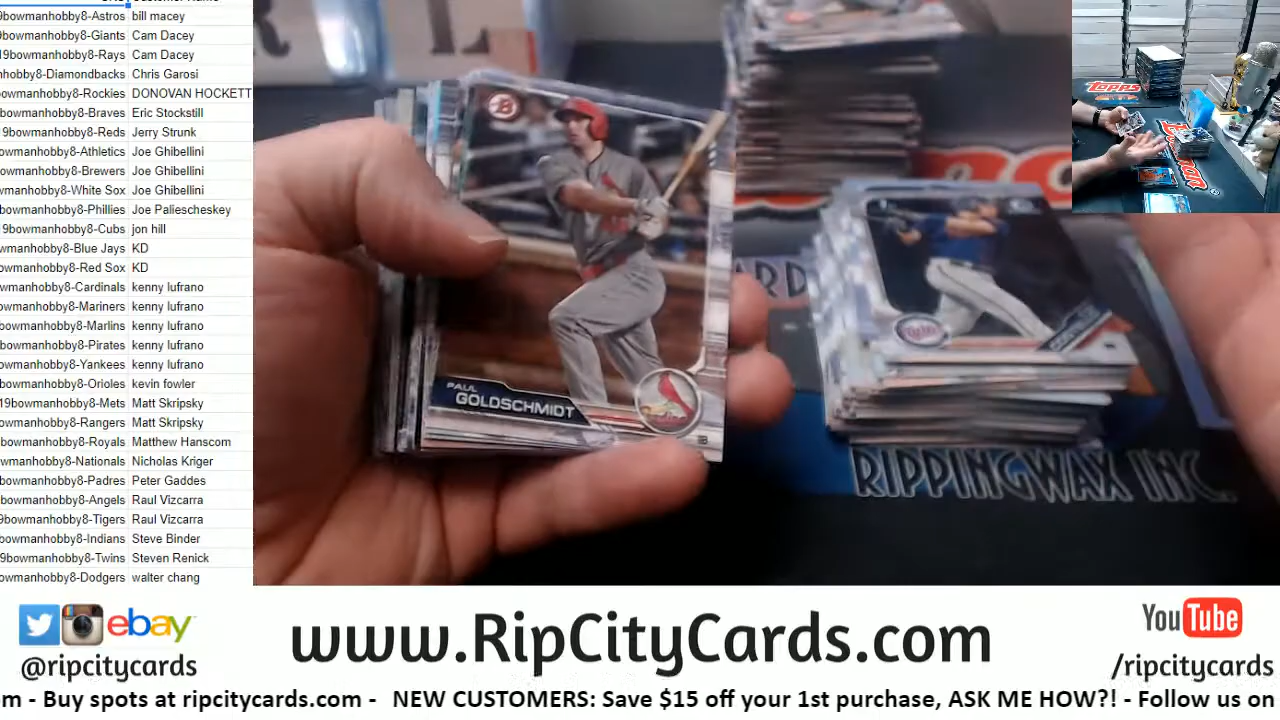 9bowmanhobby8-Astros bill macey
9bowmanhobby8-Giants Cam Dacey
19bowmanhobby8-Rays Cam Dacey
nhobby8-Diamondbacks Chris Garosi
owmanhobby8-Rockies DONOVAN HOCKETT
bowmanhobby8-Braves Eric Stockstill
9bowmanhobby8-Reds Jerry Strunk
owmanhobby8-Athletics Joe Ghibellini
owmanhobby8-Brewers Joe Ghibellini
wmanhobby8-White Sox Joe Ghibellini
owmanhobby8-Phillies Joe Paliescheskey
19bowmanhobby8-Cubs jon hill
wmanhobby8-Blue Jays KD
owmanhobby8-Red Sox KD
owmanhobby8-Cardinals kenny lufrano
owmanhobby8-Mariners kenny lufrano
bowmanhobby8-Marlins kenny lufrano
bowmanhobby8-Pirates kenny lufrano
owmanhobby8-Yankees kenny lufrano
bowmanhobby8-Orioles kevin fowler
19bowmanhobby8-Mets Matt Skripsky
owmanhobby8-Rangers Matt Skripsky
bowmanhobby8-Royals Matthew Hanscom
owmanhobby8-Nationals Nicholas Kriger
bowmanhobby8-Padres Peter Gaddes
bowmanhobby8-Angels Raul Vizcarra
9bowmanhobby8-Tigers Raul Vizcarra
bowmanhobby8-Indians Steve Binder
9bowmanhobby8-Twins Steven Renick
owmanhobby8-Dodgers walter chang
B
PAUL
GOLDSCHMIDT
RIPPINGWAX INC.
TOPPS
ebay
@ripcitycards
www.RipCityCards.com
YouTube
/ripcitycards
om - Buy spots at ripcitycards.com - NEW CUSTOMERS: Save $15 off your 1st purchase, ASK ME HOW?! - Follow us on